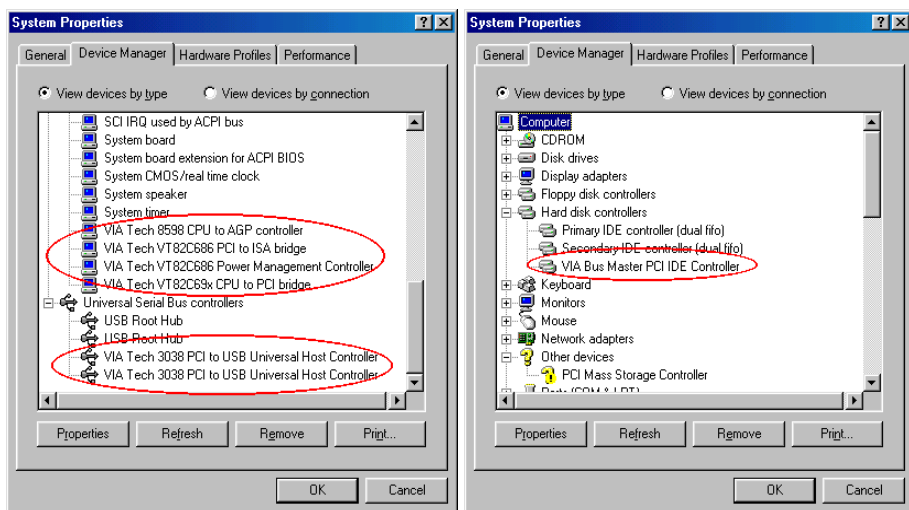 System Properties
General
Device Manager
Hardware Profiles
Performance
View devices by type
View devices by connection
SCI IRQ used by ACPI bus
System board
System board extension for ACPI BIOS
System CMOS/real time clock
System speaker
System timer
VIA Tech 8598 CPU to AGP controller
VIA Tech VT82C686 PCI to ISA bridge
VIA Tech VT82C686 Power Management Controller
VIA Tech VT82C69x CPU to PCI bridge
Universal Serial Bus controllers
USB Root Hub
USB Root Hub
VIA Tech 3038 PCI to USB Universal Host Controller
VIA Tech 3038 PCI to USB Universal Host Controller
Properties
Refresh
Remove
Print...
OK
Cancel
System Properties
General
Device Manager
Hardware Profiles
Performance
View devices by type
View devices by connection
Computer
CDROM
Disk drives
Display adapters
Floppy disk controllers
Hard disk controllers
Primary IDE controller (dual fifo)
Secondary IDE controller (dual fifo)
VIA Bus Master PCI IDE Controller
Keyboard
Monitors
Mouse
Network adapters
Other devices
PCI Mass Storage Controller
Ports (COM & LPT)
Properties
Refresh
Remove
Print...
OK
Cancel